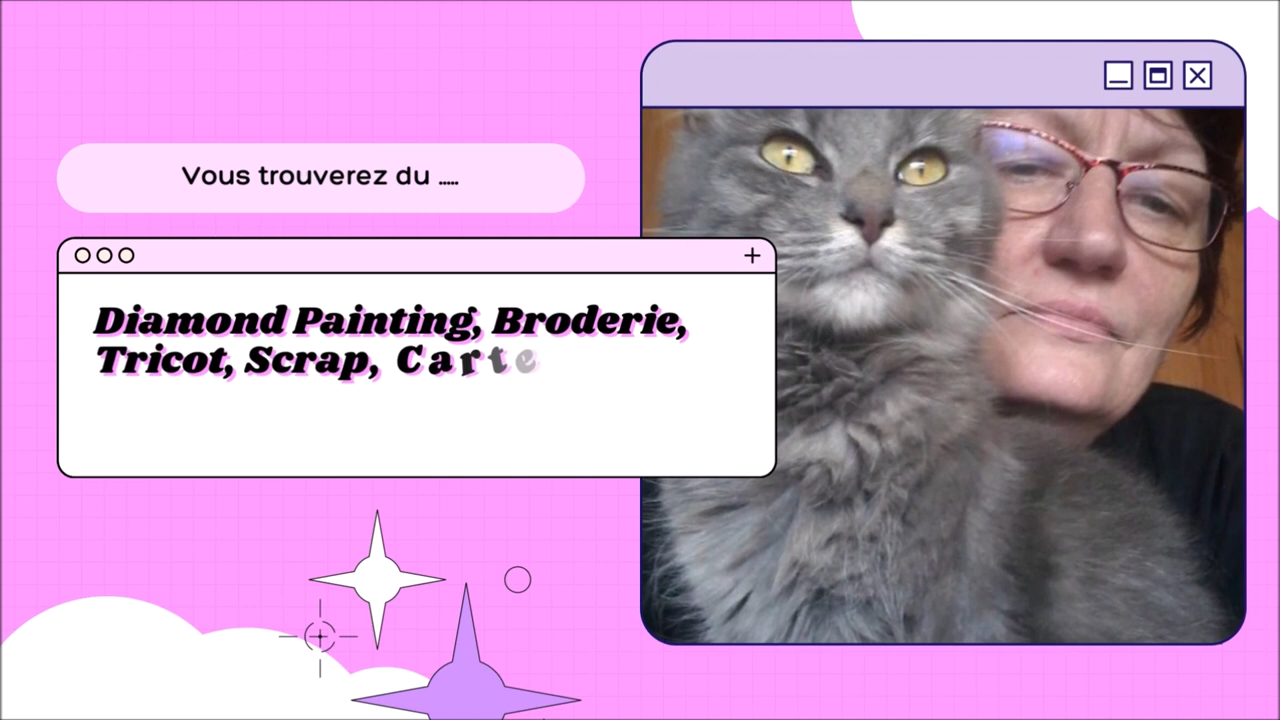 Vous trouverez du .....
Diamond Painting, Broderie,
Tricot, Scrap, Carte